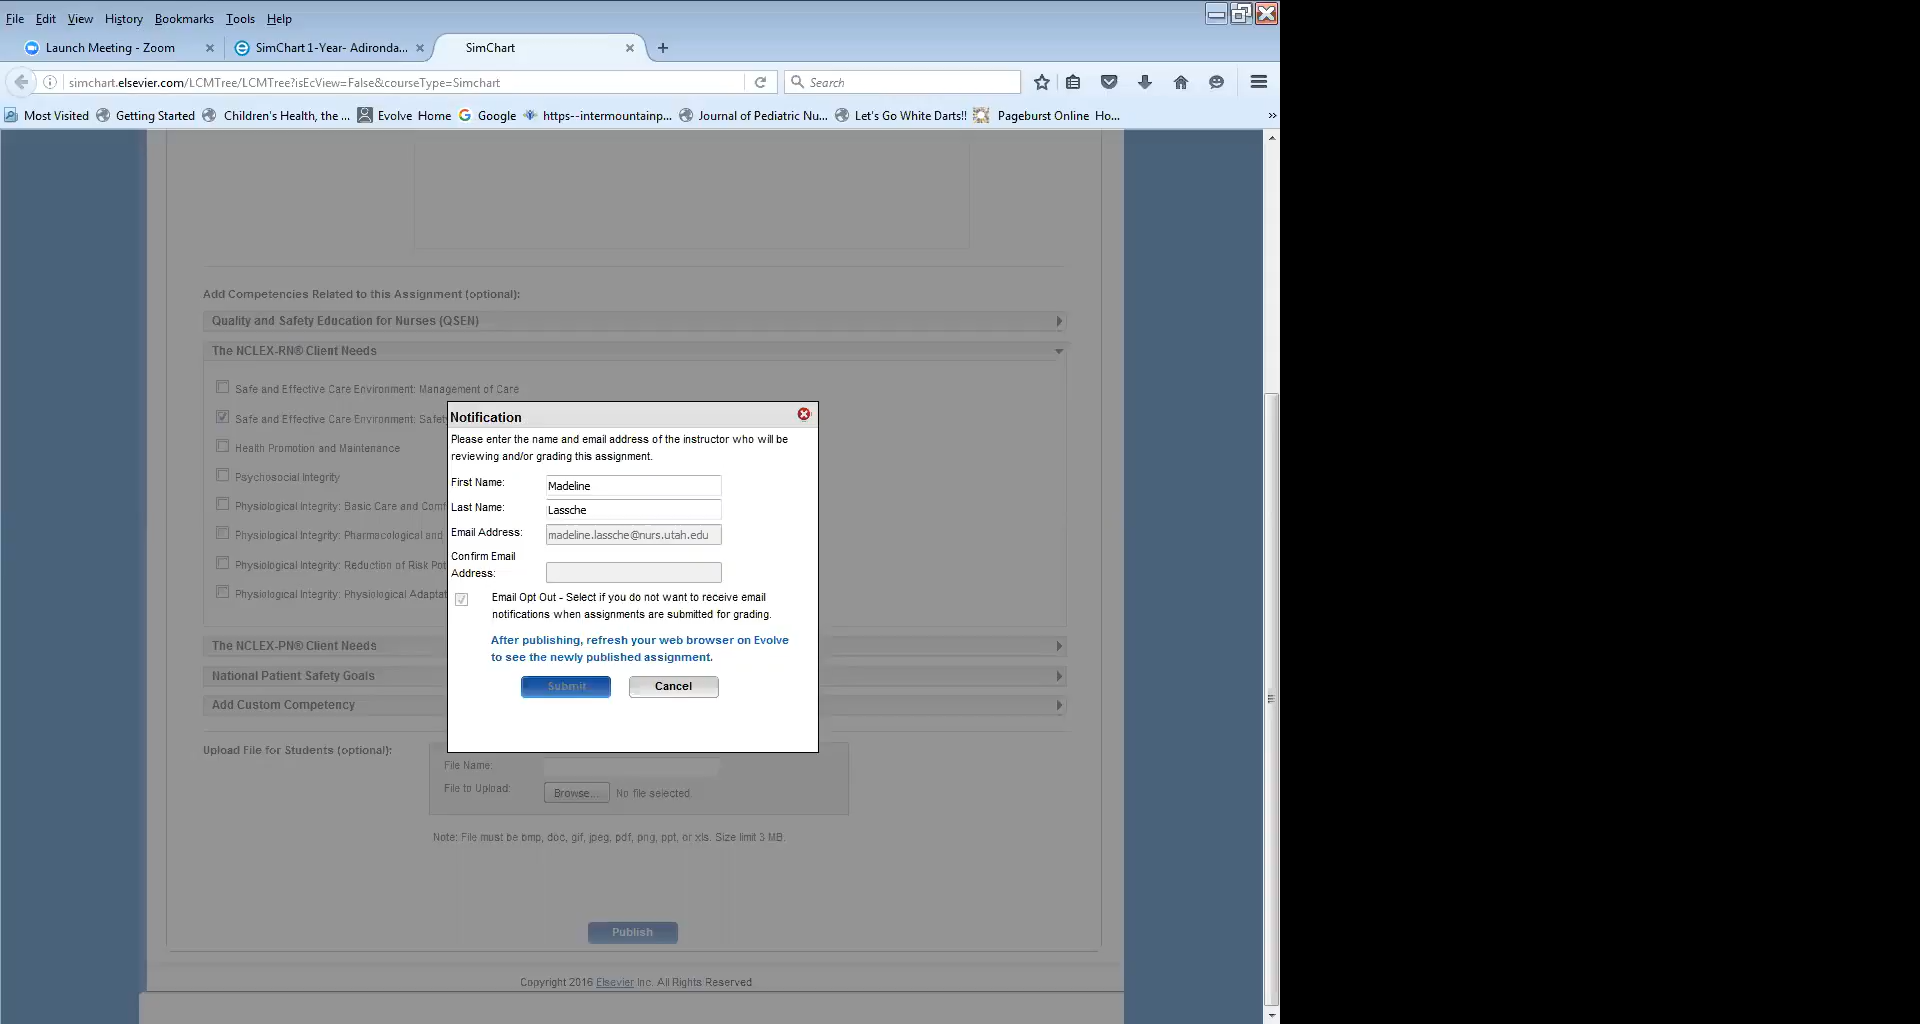 File Edit View History Bookmarks Tools Help
Launch Meeting - Zoom
SimChart 1-Year- Adironda...
SimChart
simchart.elsevier.com/LCMTree/LCMTree?isEcView=False&courseType=Simchart
Search
Most Visited Getting Started Children's Health, the ... Evolve Home Google https--intermountainp... Journal of Pediatric Nu... Let's Go White Darts!! Pageburst Online Ho... »
Add Competencies Related to this Assignment (optional):
Quality and Safety Education for Nurses (QSEN)
The NCLEX-RN® Client Needs
Safe and Effective Care Environment: Management of Care
Safe and Effective Care Environment: Safet
Health Promotion and Maintenance
Psychosocial Integrity
Physiological Integrity: Basic Care and Comf
Physiological Integrity: Pharmacological and
Physiological Integrity: Reduction of Risk Pot
Physiological Integrity: Physiological Adaptat
The NCLEX-PN® Client Needs
National Patient Safety Goals
Add Custom Competency
Notification
Please enter the name and email address of the instructor who will be
reviewing and/or grading this assignment.
First Name: Madeline
Last Name: Lassche
Email Address: madeline.lassche@nurs.utah.edu
Confirm Email
Address:
Email Opt Out - Select if you do not want to receive email
notifications when assignments are submitted for grading.
After publishing, refresh your web browser on Evolve
to see the newly published assignment.
Submit Cancel
Upload File for Students (optional):
File Name:
File to Upload: Browse... No file selected.
Note: File must be bmp, doc, gif, jpeg, pdf, png, ppt, or xls. Size limit 3 MB.
Publish
Copyright 2016 Elsevier Inc. All Rights Reserved